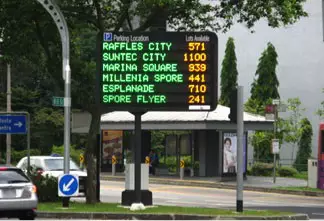 P Parking Location Lots Available
RAFFLES CITY 571
SUNTEC CITY 1100
MARINA SQUARE 939
MILLENIA SPORE 441
ESPLANADE 710
SPORE FLYER 241